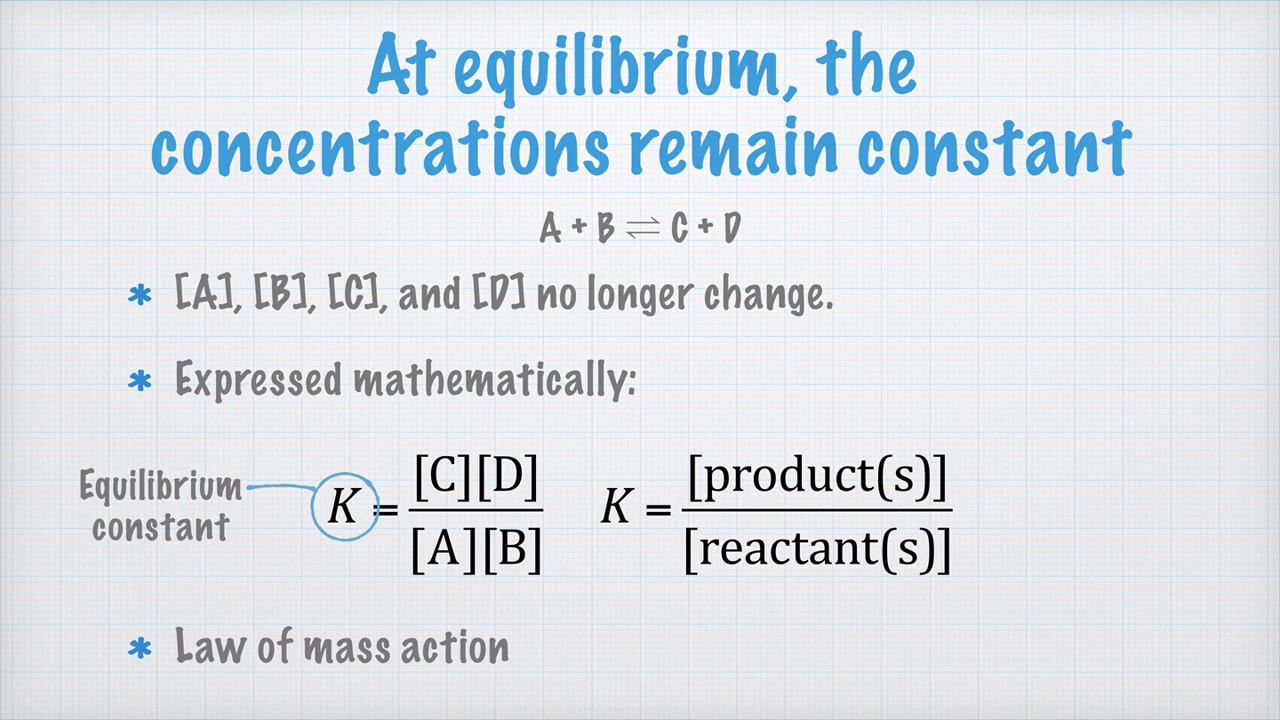 At equilibrium, the
concentrations remain constant
A + B ⇌ C + D
* [A], [B], [C], and [D] no longer change.
* Expressed mathematically:
Equilibrium
constant
K = [C][D] / [A][B]
K = [product(s)] / [reactant(s)]
* Law of mass action